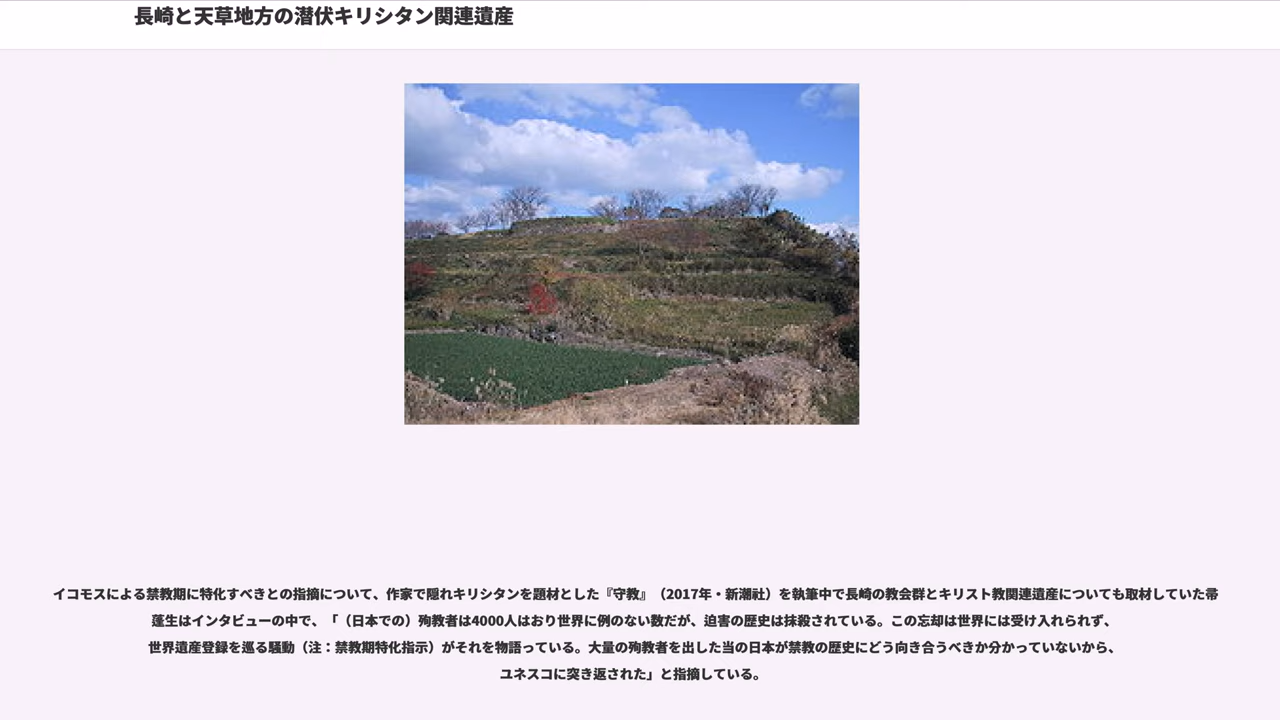 長崎と天草地方の潜伏キリシタン関連遺産
イコモスによる禁教期に特化すべきとの指摘について、作家で隠れキリシタンを題材とした『守教』（2017年・新潮社）を執筆中で長崎の教会群とキリスト教関連遺産についても取材していた帚
蓬生はインタビューの中で、「（日本での）殉教者は4000人はおり世界に例のない数だが、迫害の歴史は抹殺されている。この忘却は世界には受け入れられず、
世界遺産登録を巡る騒動（注：禁教期特化指示）がそれを物語っている。大量の殉教者を出した当の日本が禁教の歴史にどう向き合うべきか分かっていないから、
ユネスコに突き返された」と指摘している。